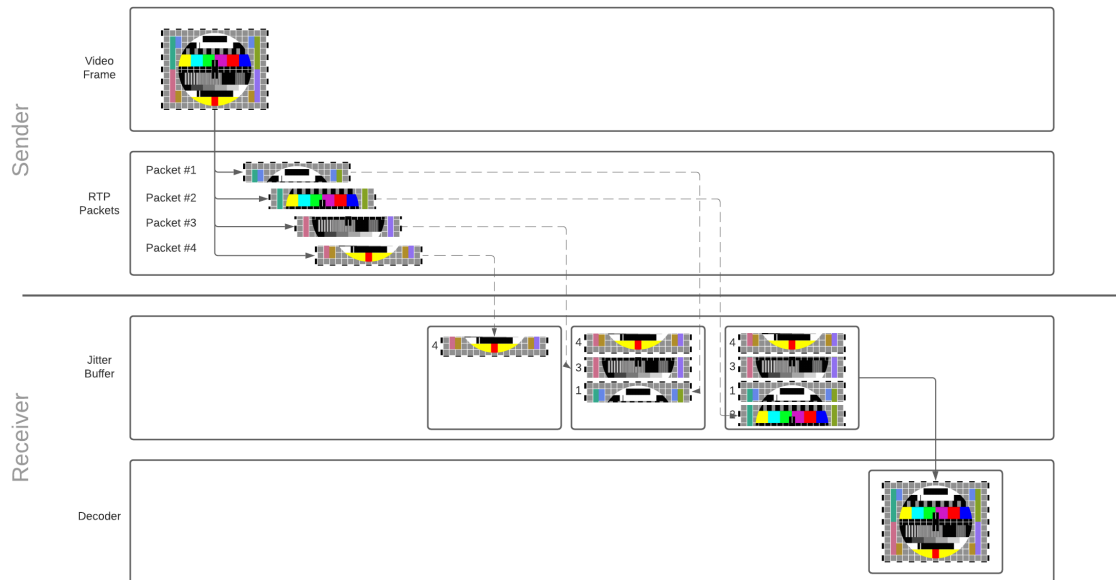 Sender
Video
Frame
RTP
Packets
Packet #1
Packet #2
Packet #3
Packet #4
Receiver
Jitter
Buffer
4
4
3
1
4
3
1
2
Decoder